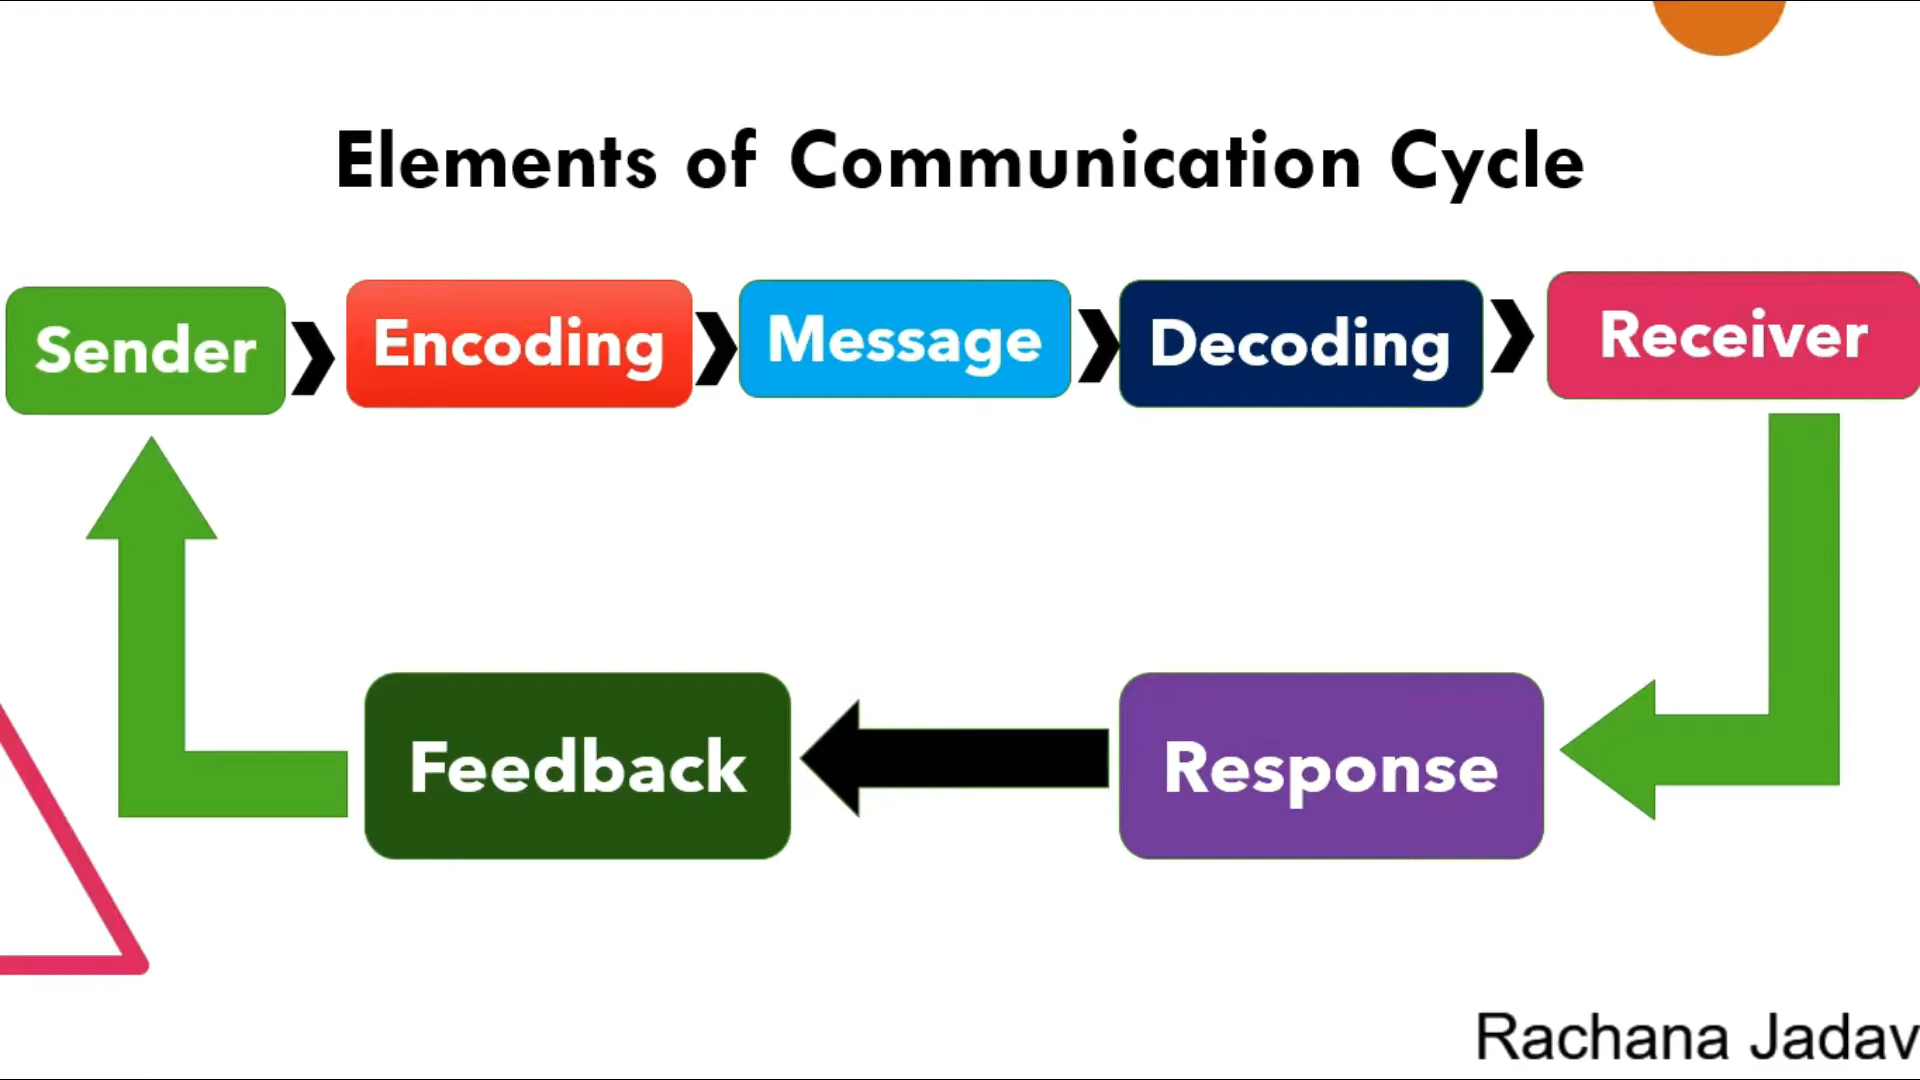 Elements of Communication Cycle
Sender Encoding Message Decoding Receiver
Feedback Response
Rachana Jadav